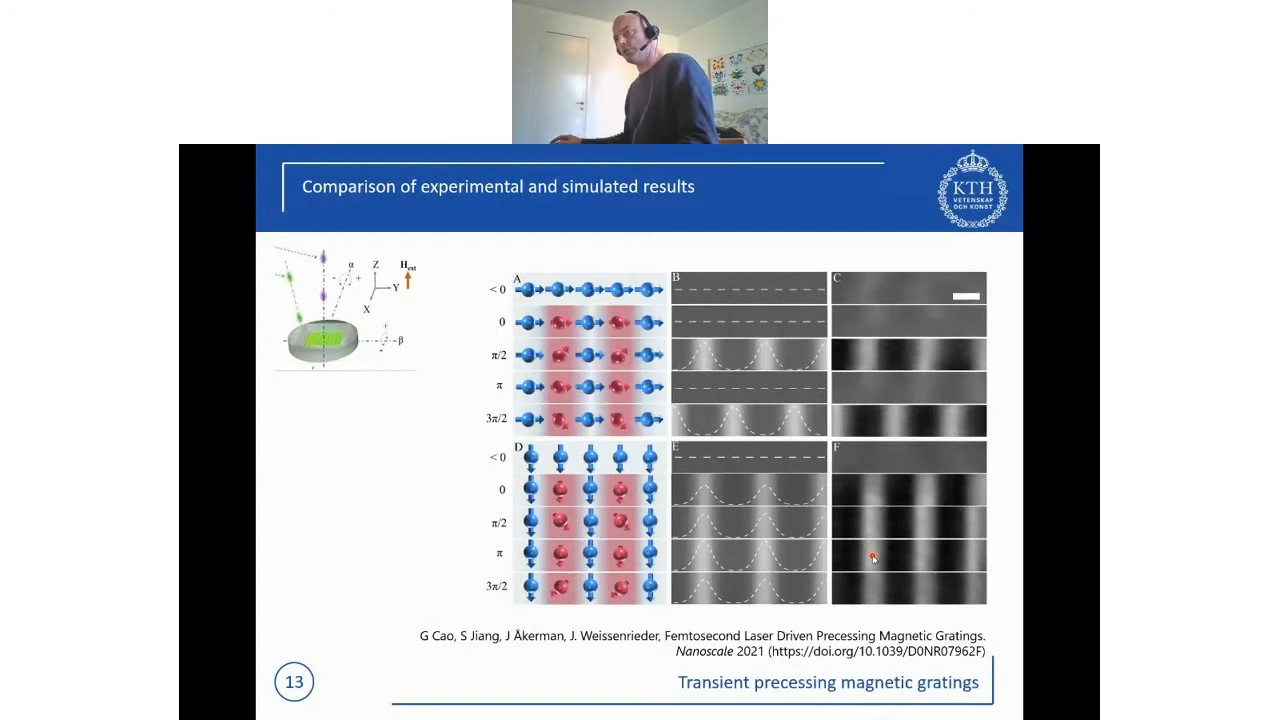 Comparison of experimental and simulated results
KTH
VETENSKAP
OCH KONST
α
Z
Hext
+
Y
X
+
β
-
A
B
C
< 0
0
π/2
π
3π/2
D
E
F
< 0
0
π/2
π
3π/2
G Cao, S Jiang, J Åkerman, J. Weissenrieder, Femtosecond Laser Driven Precessing Magnetic Gratings.
Nanoscale 2021 (https://doi.org/10.1039/D0NR07962F)
13
Transient precessing magnetic gratings